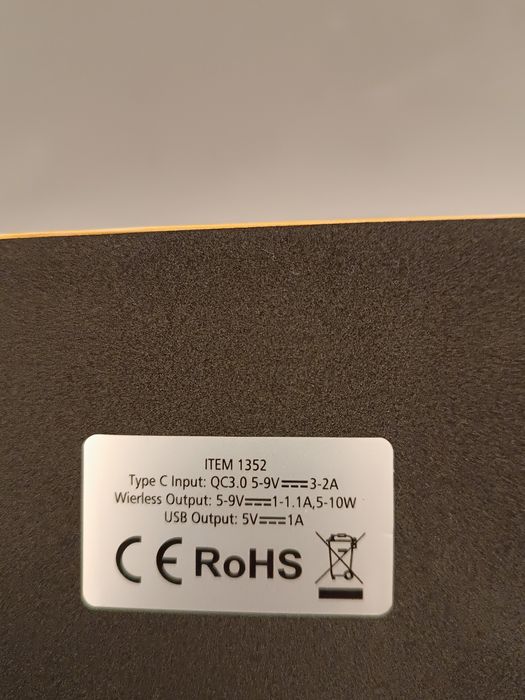 ITEM 1352
Type C Input: QC3.0 5-9V⎓3-2A
Wierless Output: 5-9V⎓1-1.1A,5-10W
USB Output: 5V⎓1A
CE RoHS